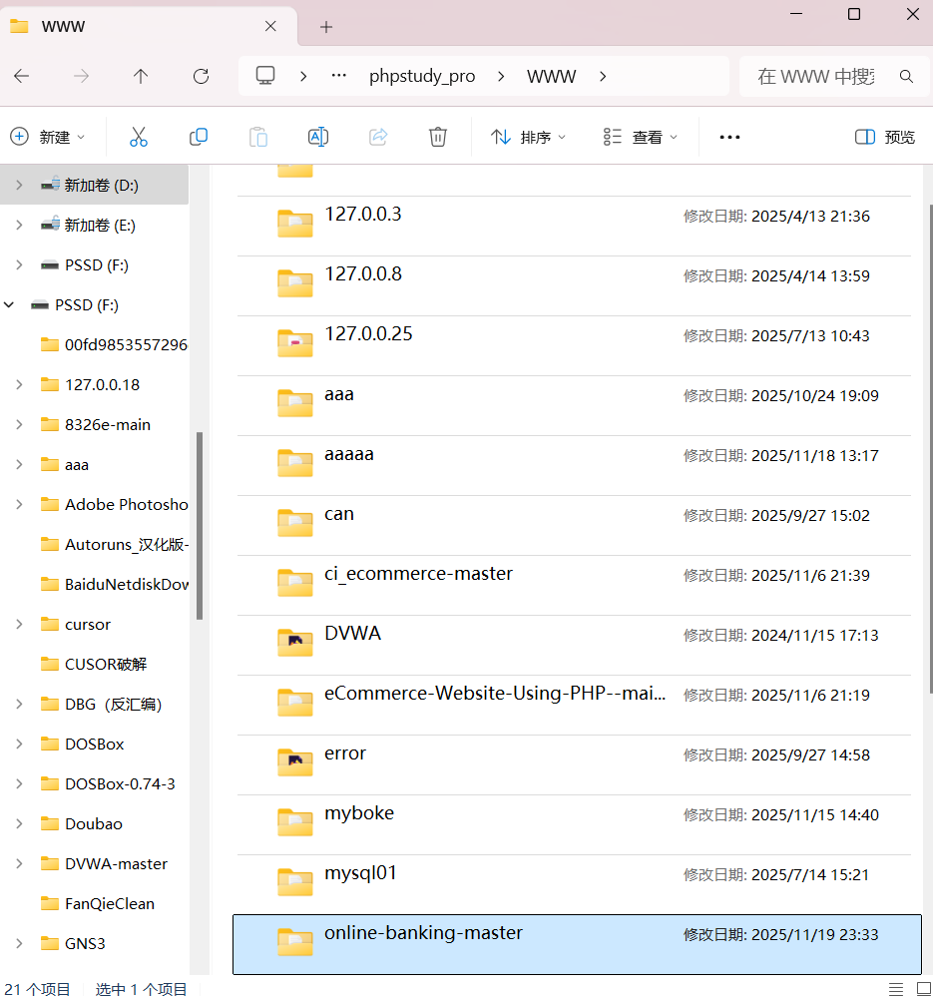 WWW
phpstudy_pro WWW
在 WWW 中搜索
新建 排序 查看 预览
新加卷 (D:)
新加卷 (E:)
PSSD (F:)
PSSD (F:)
00fd9853557296
127.0.0.18
8326e-main
aaa
Adobe Photosho
Autoruns_汉化版-
BaiduNetdiskDow
cursor
CUSOR破解
DBG（反汇编)
DOSBox
DOSBox-0.74-3
Doubao
DVWA-master
FanQieClean
GNS3
127.0.0.3 修改日期: 2025/4/13 21:36
127.0.0.8 修改日期: 2025/4/14 13:59
127.0.0.25 修改日期: 2025/7/13 10:43
aaa 修改日期: 2025/10/24 19:09
aaaaa 修改日期: 2025/11/18 13:17
can 修改日期: 2025/9/27 15:02
ci_ecommerce-master 修改日期: 2025/11/6 21:39
DVWA 修改日期: 2024/11/15 17:13
eCommerce-Website-Using-PHP--mai... 修改日期: 2025/11/6 21:19
error 修改日期: 2025/9/27 14:58
myboke 修改日期: 2025/11/15 14:40
mysql01 修改日期: 2025/7/14 15:21
online-banking-master 修改日期: 2025/11/19 23:33
21 个项目 选中 1 个项目